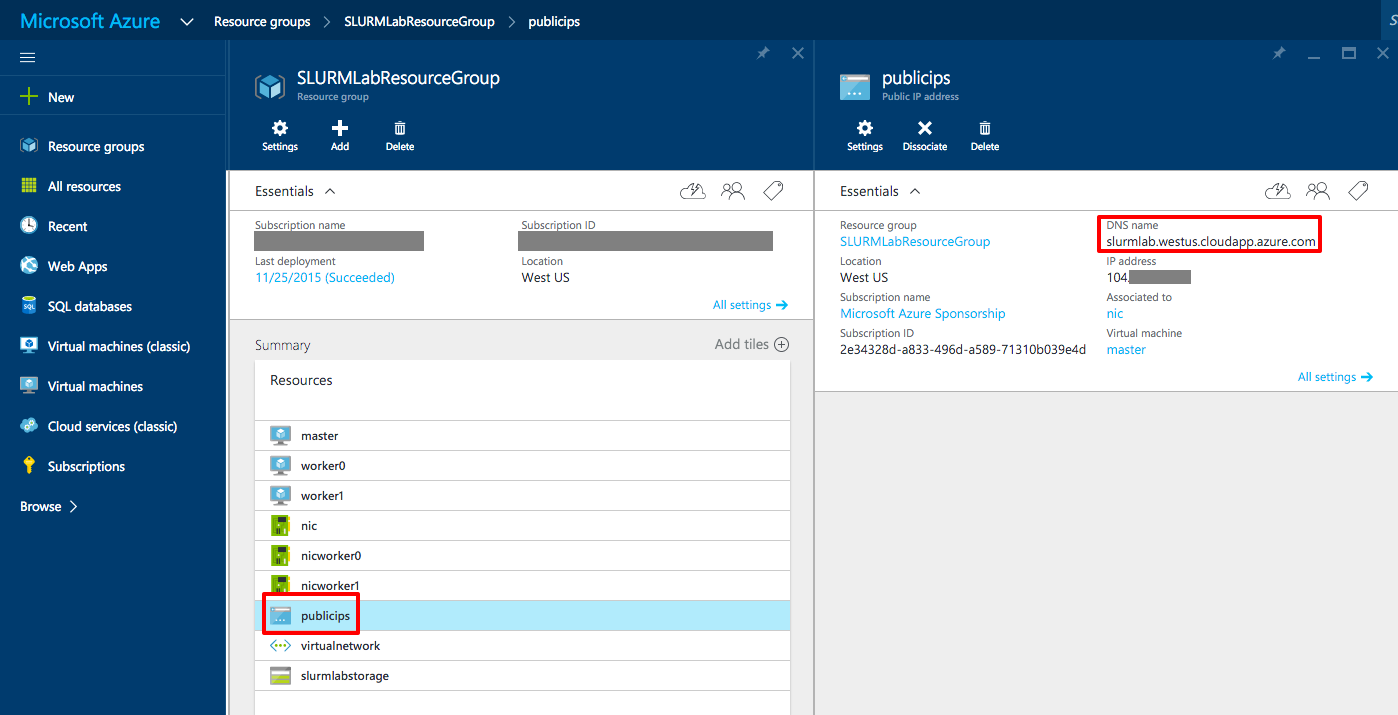 Microsoft Azure
Resource groups > SLURMLabResourceGroup > publicips
S
New
Resource groups
All resources
Recent
Web Apps
SQL
SQL databases
Virtual machines (classic)
Virtual machines
Cloud services (classic)
Subscriptions
Browse >
SLURMLabResourceGroup
Resource group
Settings Add Delete
Essentials
Subscription name Subscription ID
Last deployment Location
11/25/2015 (Succeeded) West US
All settings →
Summary Add tiles
Resources
master
worker0
worker1
nic
nicworker0
nicworker1
publicips
virtualnetwork
slurmlabstorage
publicips
Public IP address
Settings Dissociate Delete
Essentials
Resource group DNS name
SLURMLabResourceGroup slurmlab.westus.cloudapp.azure.com
Location IP address
West US 104.
Subscription name Associated to
Microsoft Azure Sponsorship nic
Subscription ID Virtual machine
2e34328d-a833-496d-a589-71310b039e4d master
All settings →